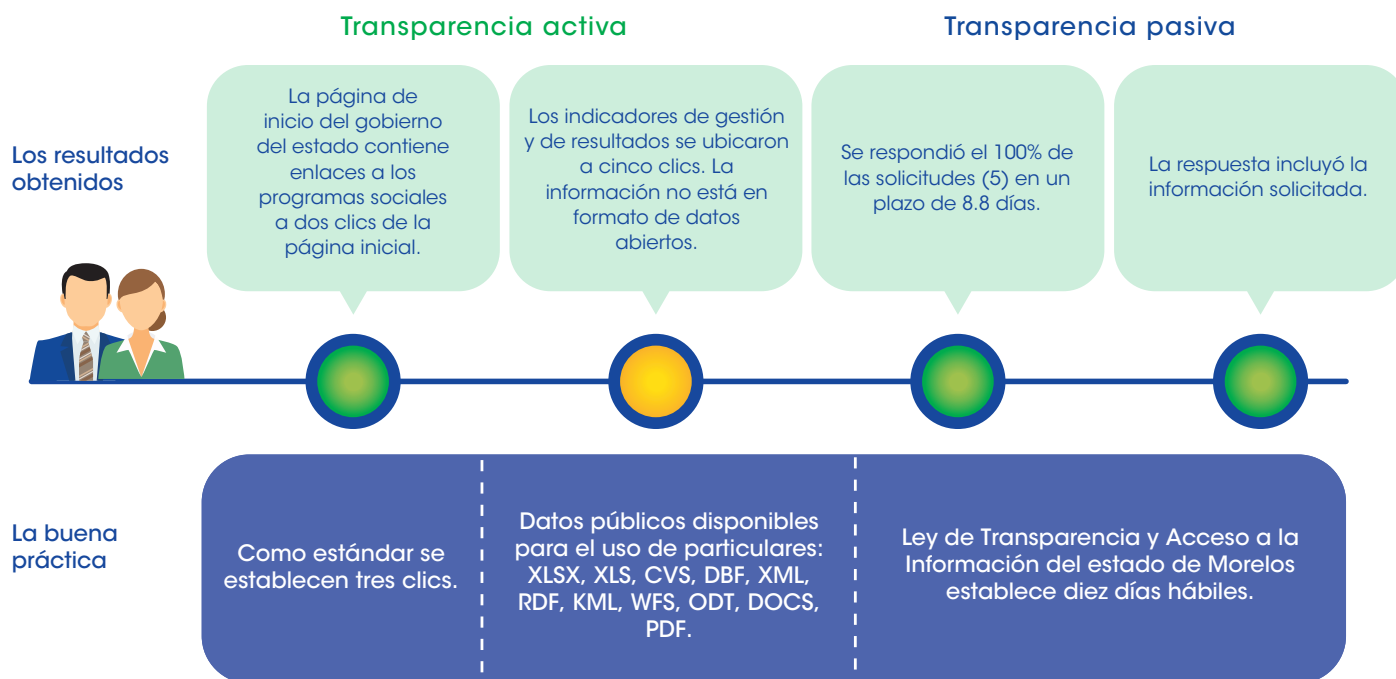 Transparencia activa
Transparencia pasiva
Los resultados
obtenidos
La página de
inicio del gobierno
del estado contiene
enlaces a los
programas sociales
a dos clics de la
página inicial.
Los indicadores de gestión
y de resultados se ubicaron
a cinco clics. La
información no está en
formato de datos
abiertos.
Se respondió el 100% de
las solicitudes (5) en un
plazo de 8.8 días.
La respuesta incluyó la
información solicitada.
La buena
práctica
Como estándar se
establecen tres clics.
Datos públicos disponibles
para el uso de particulares:
XLSX, XLS, CVS, DBF, XML,
RDF, KML, WFS, ODT, DOCS,
PDF.
Ley de Transparencia y Acceso a la
Información del estado de Morelos
establece diez días hábiles.